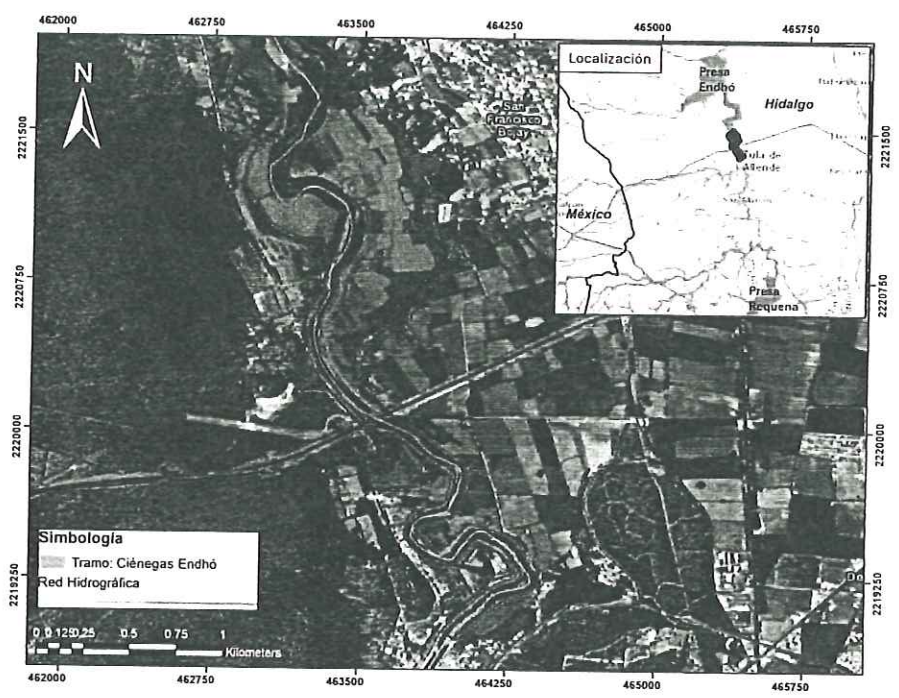 462000 462750 463500 464250 465000 465750
N
Localización
Presa
Endhó
Hidalgo
Tula de
Allende
México
Presa
Requena
San
Francisco
Bojay
2221500
2220750
2220000
2219250
2221500
2220750
2220000
2219250
Simbología
Tramo: Ciénegas Endhó
Red Hidrográfica
0 0.125 0.25 0.5 0.75 1
Kilometers
462000 462750 463500 464250 465000 465750